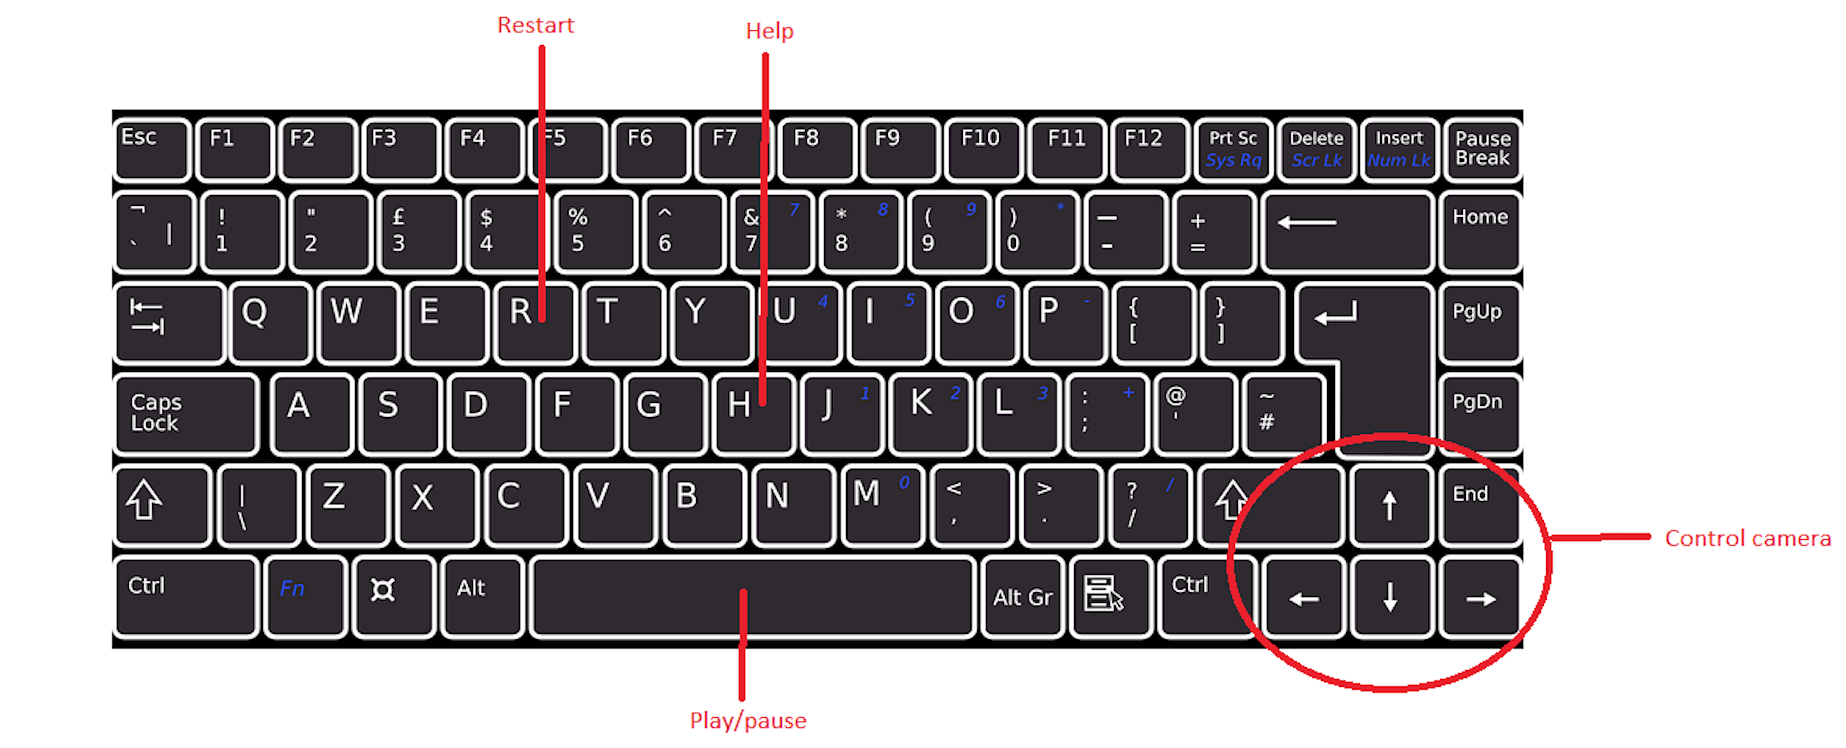 Restart
Help
Esc F1 F2 F3 F4 F5 F6 F7 F8 F9 F10 F11 F12 Prt Sc Delete Insert Pause
Sys Rq Scr Lk Num Lk Break
¬ ! " £ $ % ^ & 7 * 8 ( 9 ) * — + Home
` | 1 2 3 4 5 6 7 8 9 0 - =
Q W E R T Y U 4 I 5 O 6 P - { } PgUp
[ ]
Caps A S D F G H J 1 K 2 L 3 : + @ ~ PgDn
Lock ; ' #
| Z X C V B N M 0 < > ? / End
\ , . /
Control camera
Ctrl Fn Alt Alt Gr Ctrl
Play/pause